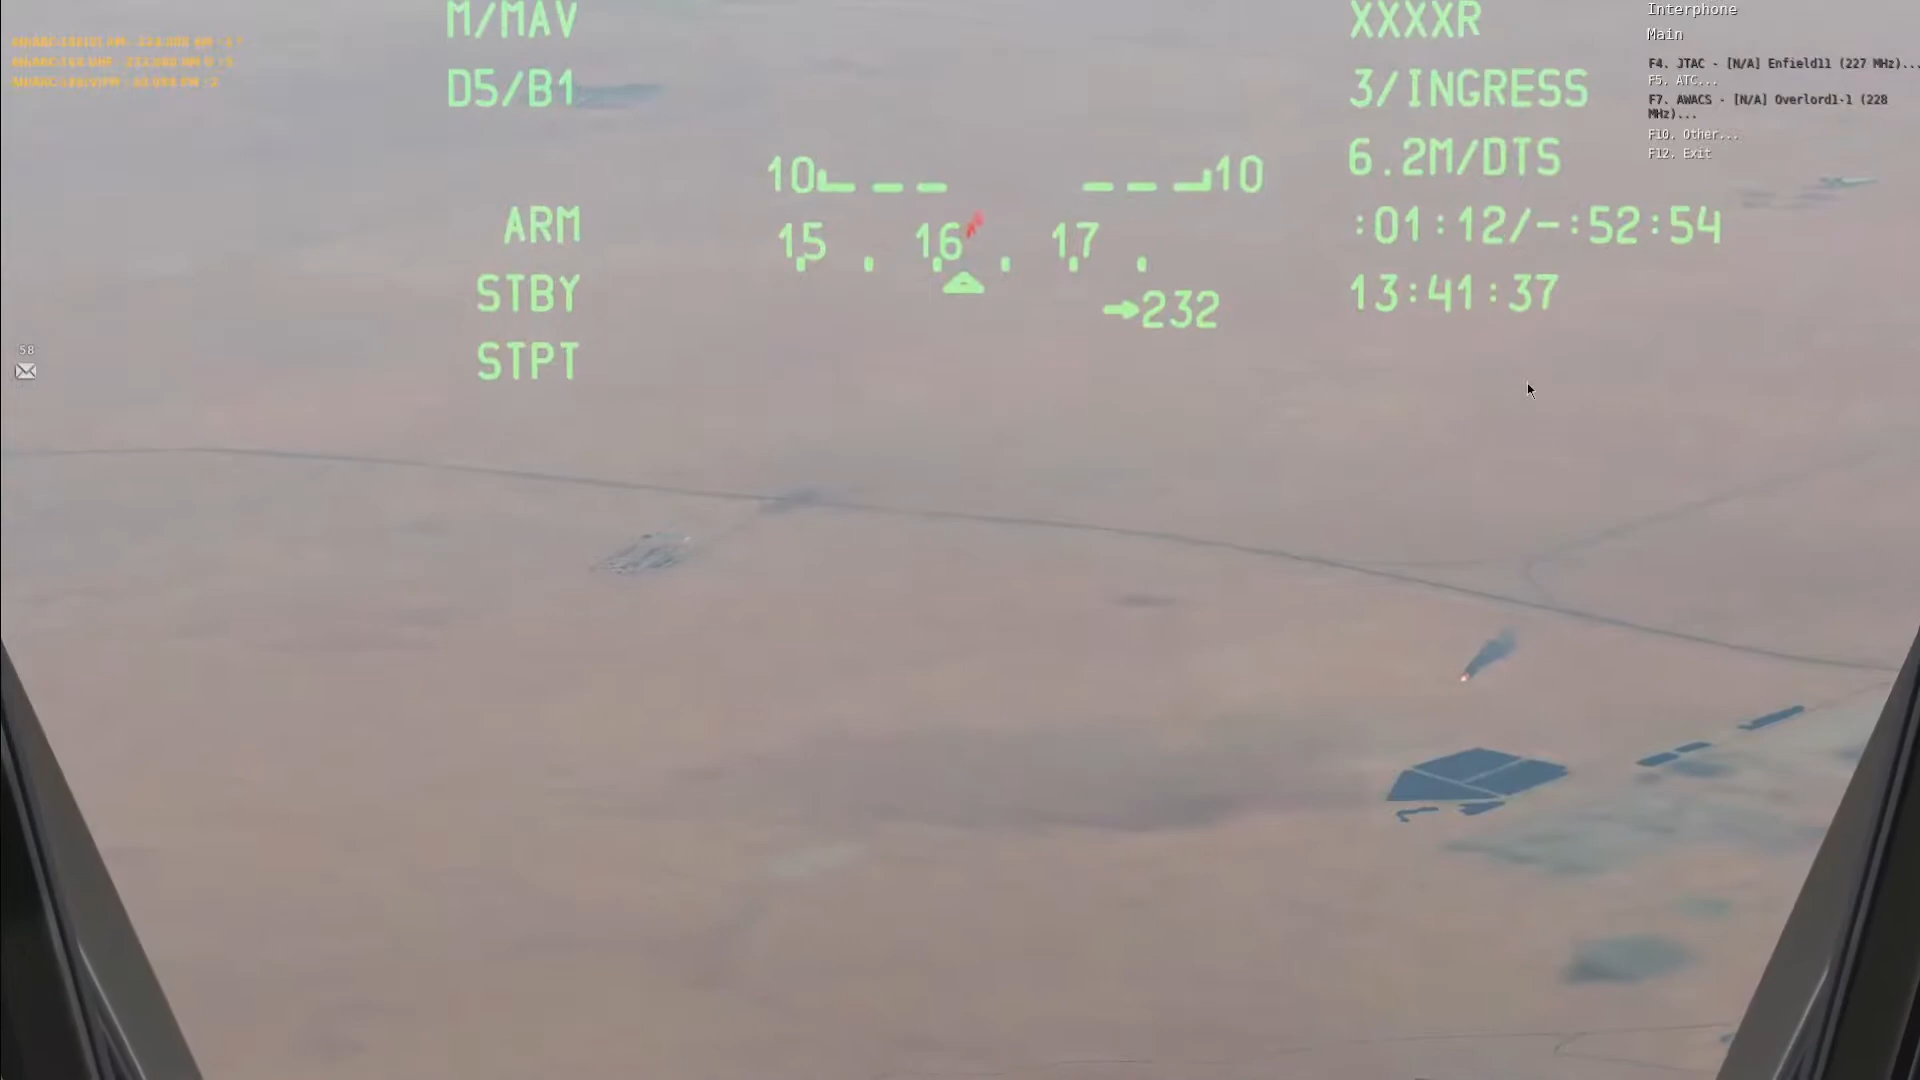 M/MAV
D5/B1
ARM
STBY
STPT
10 10
15 16 17
232
XXXXR
3/INGRESS
6.2M/DTS
:01:12/-:52:54
13:41:37
Interphone
Main
F4. JTAC - [N/A] Enfield11 (227 MHz)...
F5. ATC...
F7. AWACS - [N/A] Overlord1-1 (228
MHz)...
F10. Other...
F12. Exit
58